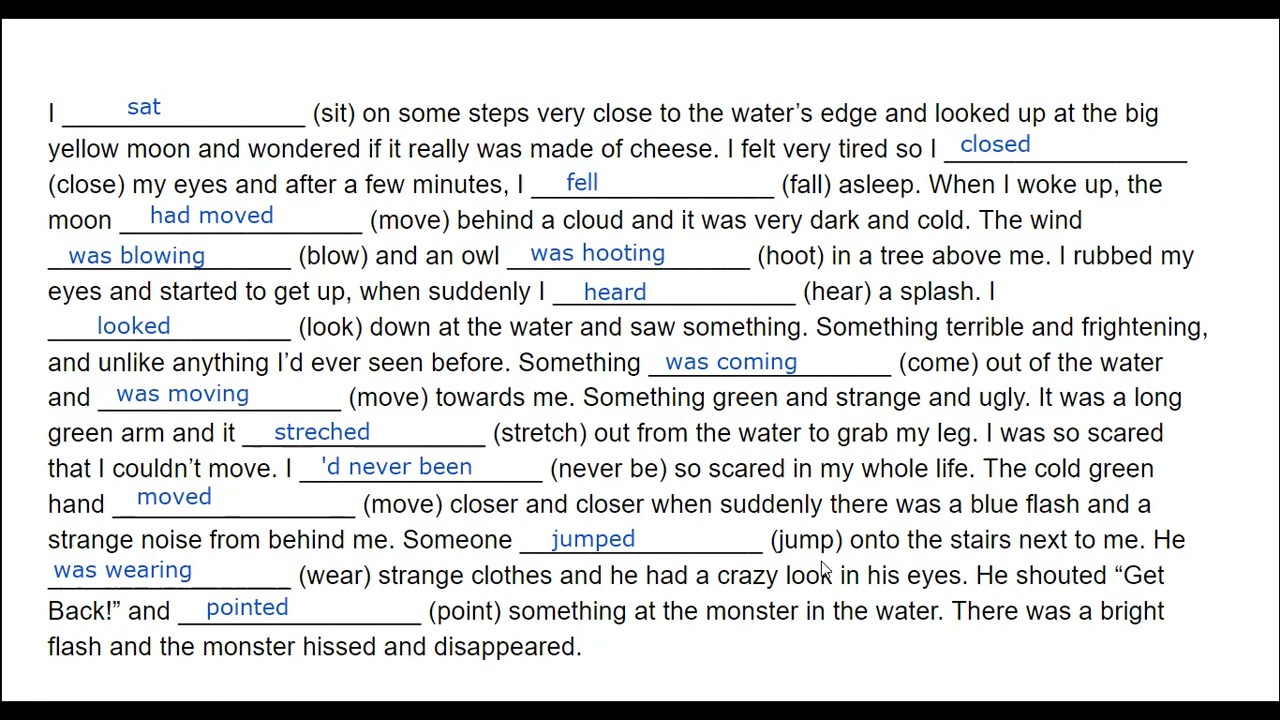 I sat (sit) on some steps very close to the water’s edge and looked up at the big
yellow moon and wondered if it really was made of cheese. I felt very tired so I closed
(close) my eyes and after a few minutes, I fell (fall) asleep. When I woke up, the
moon had moved (move) behind a cloud and it was very dark and cold. The wind
was blowing (blow) and an owl was hooting (hoot) in a tree above me. I rubbed my
eyes and started to get up, when suddenly I heard (hear) a splash. I
looked (look) down at the water and saw something. Something terrible and frightening,
and unlike anything I’d ever seen before. Something was coming (come) out of the water
and was moving (move) towards me. Something green and strange and ugly. It was a long
green arm and it streched (stretch) out from the water to grab my leg. I was so scared
that I couldn’t move. I 'd never been (never be) so scared in my whole life. The cold green
hand moved (move) closer and closer when suddenly there was a blue flash and a
strange noise from behind me. Someone jumped (jump) onto the stairs next to me. He
was wearing (wear) strange clothes and he had a crazy look in his eyes. He shouted “Get
Back!” and pointed (point) something at the monster in the water. There was a bright
flash and the monster hissed and disappeared.